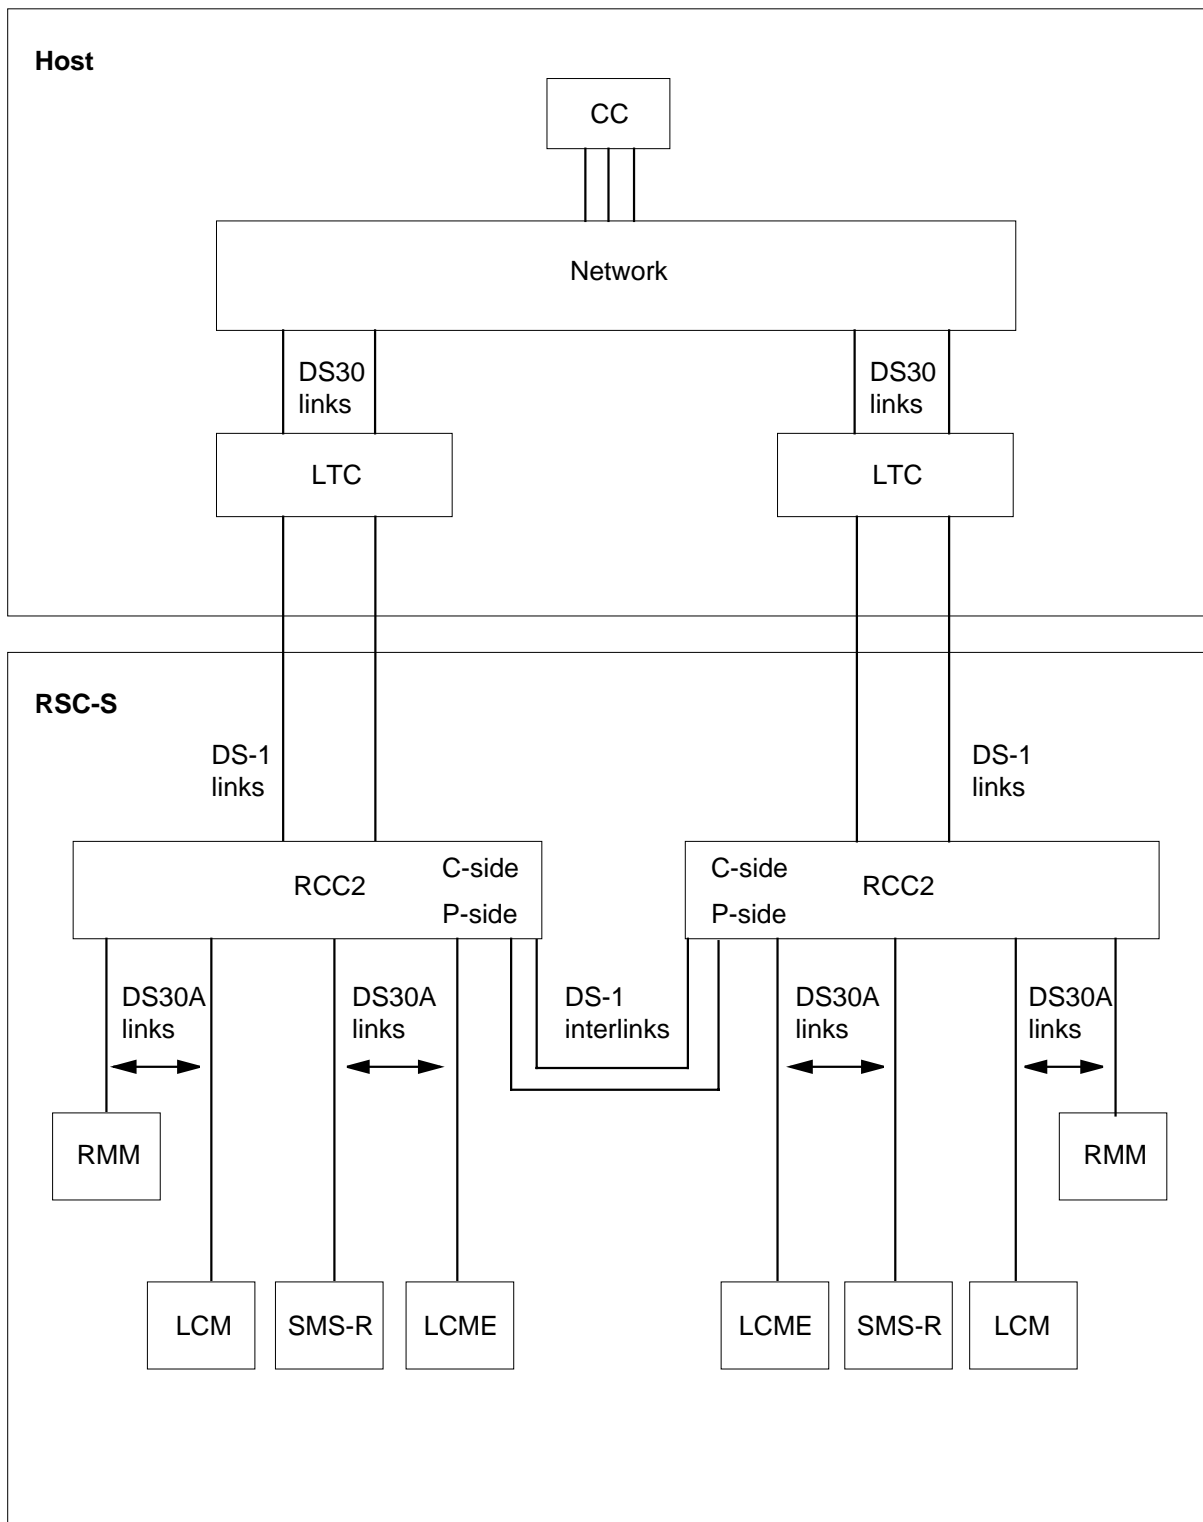 Host
CC
Network
DS30
links
DS30
links
LTC
LTC
RSC-S
DS-1
links
DS-1
links
RCC2
C-side
P-side
C-side
P-side
RCC2
DS30A
links
DS30A
links
DS-1
interlinks
DS30A
links
DS30A
links
RMM
RMM
LCM
SMS-R
LCME
LCME
SMS-R
LCM